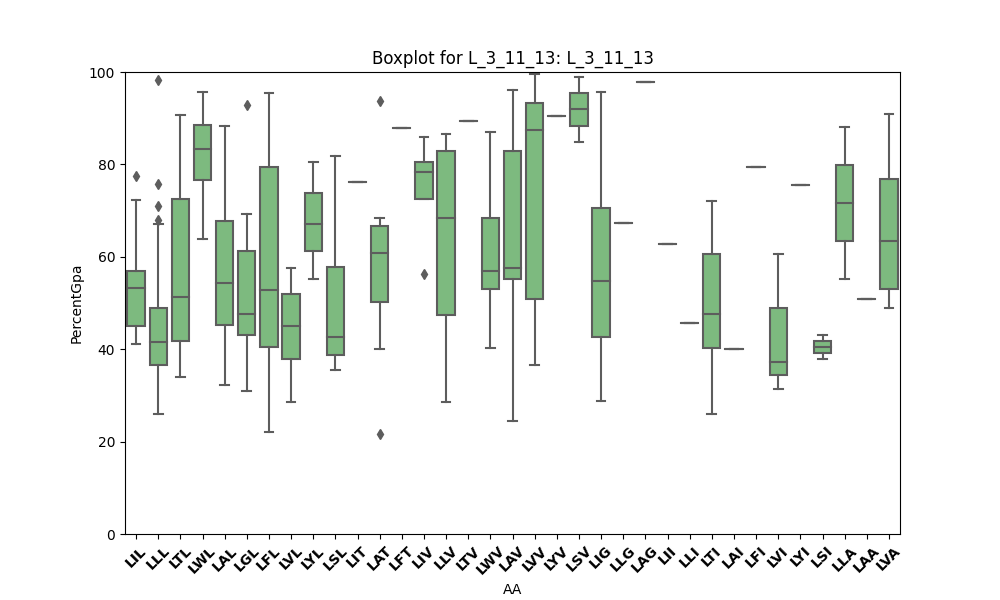 Boxplot for L_3_11_13: L_3_11_13
100
80
60
40
20
0
PercentGpa
LIL LLL LTL LWL LAL LGL LFL LVL LYL LSL LIT LAT LFT LIV LLV LTV LWV LAV LVV LYV LSV LIG LLG LAG LII LLI LTI LAI LFI LVI LYI LSI LLA LAA LVA
AA